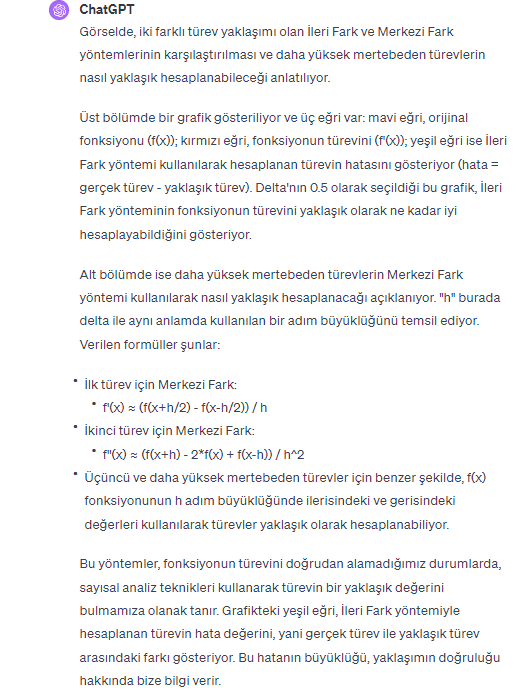 ChatGPT
Görselde, iki farklı türev yaklaşımı olan İleri Fark ve Merkezi Fark
yöntemlerinin karşılaştırılması ve daha yüksek mertebeden türevlerin
nasıl yaklaşık hesaplanabileceği anlatılıyor.
Üst bölümde bir grafik gösteriliyor ve üç eğri var: mavi eğri, orijinal
fonksiyonu (f(x)); kırmızı eğri, fonksiyonun türevini (f'(x)); yeşil eğri ise İleri
Fark yöntemi kullanılarak hesaplanan türevin hatasını gösteriyor (hata =
gerçek türev - yaklaşık türev). Delta'nın 0.5 olarak seçildiği bu grafik, İleri
Fark yönteminin fonksiyonun türevini yaklaşık olarak ne kadar iyi
hesaplayabildiğini gösteriyor.
Alt bölümde ise daha yüksek mertebeden türevlerin Merkezi Fark
yöntemi kullanılarak nasıl yaklaşık hesaplanacağı açıklanıyor. "h" burada
delta ile aynı anlamda kullanılan bir adım büyüklüğünü temsil ediyor.
Verilen formüller şunlar:
• İlk türev için Merkezi Fark:
• f'(x) ≈ (f(x+h/2) - f(x-h/2)) / h
• İkinci türev için Merkezi Fark:
• f''(x) ≈ (f(x+h) - 2*f(x) + f(x-h)) / h^2
• Üçüncü ve daha yüksek mertebeden türevler için benzer şekilde, f(x)
fonksiyonunun h adım büyüklüğünde ilerisindeki ve gerisindeki
değerleri kullanılarak türevler yaklaşık olarak hesaplanabiliyor.
Bu yöntemler, fonksiyonun türevini doğrudan alamadığımız durumlarda,
sayısal analiz teknikleri kullanarak türevin bir yaklaşık değerini
bulmamıza olanak tanır. Grafikteki yeşil eğri, İleri Fark yöntemiyle
hesaplanan türevin hata değerini, yani gerçek türev ile yaklaşık türev
arasındaki farkı gösteriyor. Bu hatanın büyüklüğü, yaklaşımın doğruluğu
hakkında bize bilgi verir.